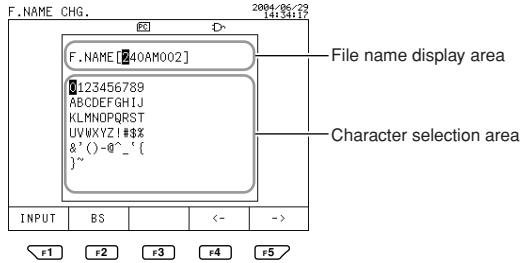 F.NAME CHG.
2004/06/29
14:34:17
PC
F.NAME[240AM002]
File name display area
0123456789
ABCDEFGHIJ
KLMNOPQRST
UVWXYZ!#$%
&'()-@^_`{
}~
Character selection area
INPUT BS <- ->
F1 F2 F3 F4 F5